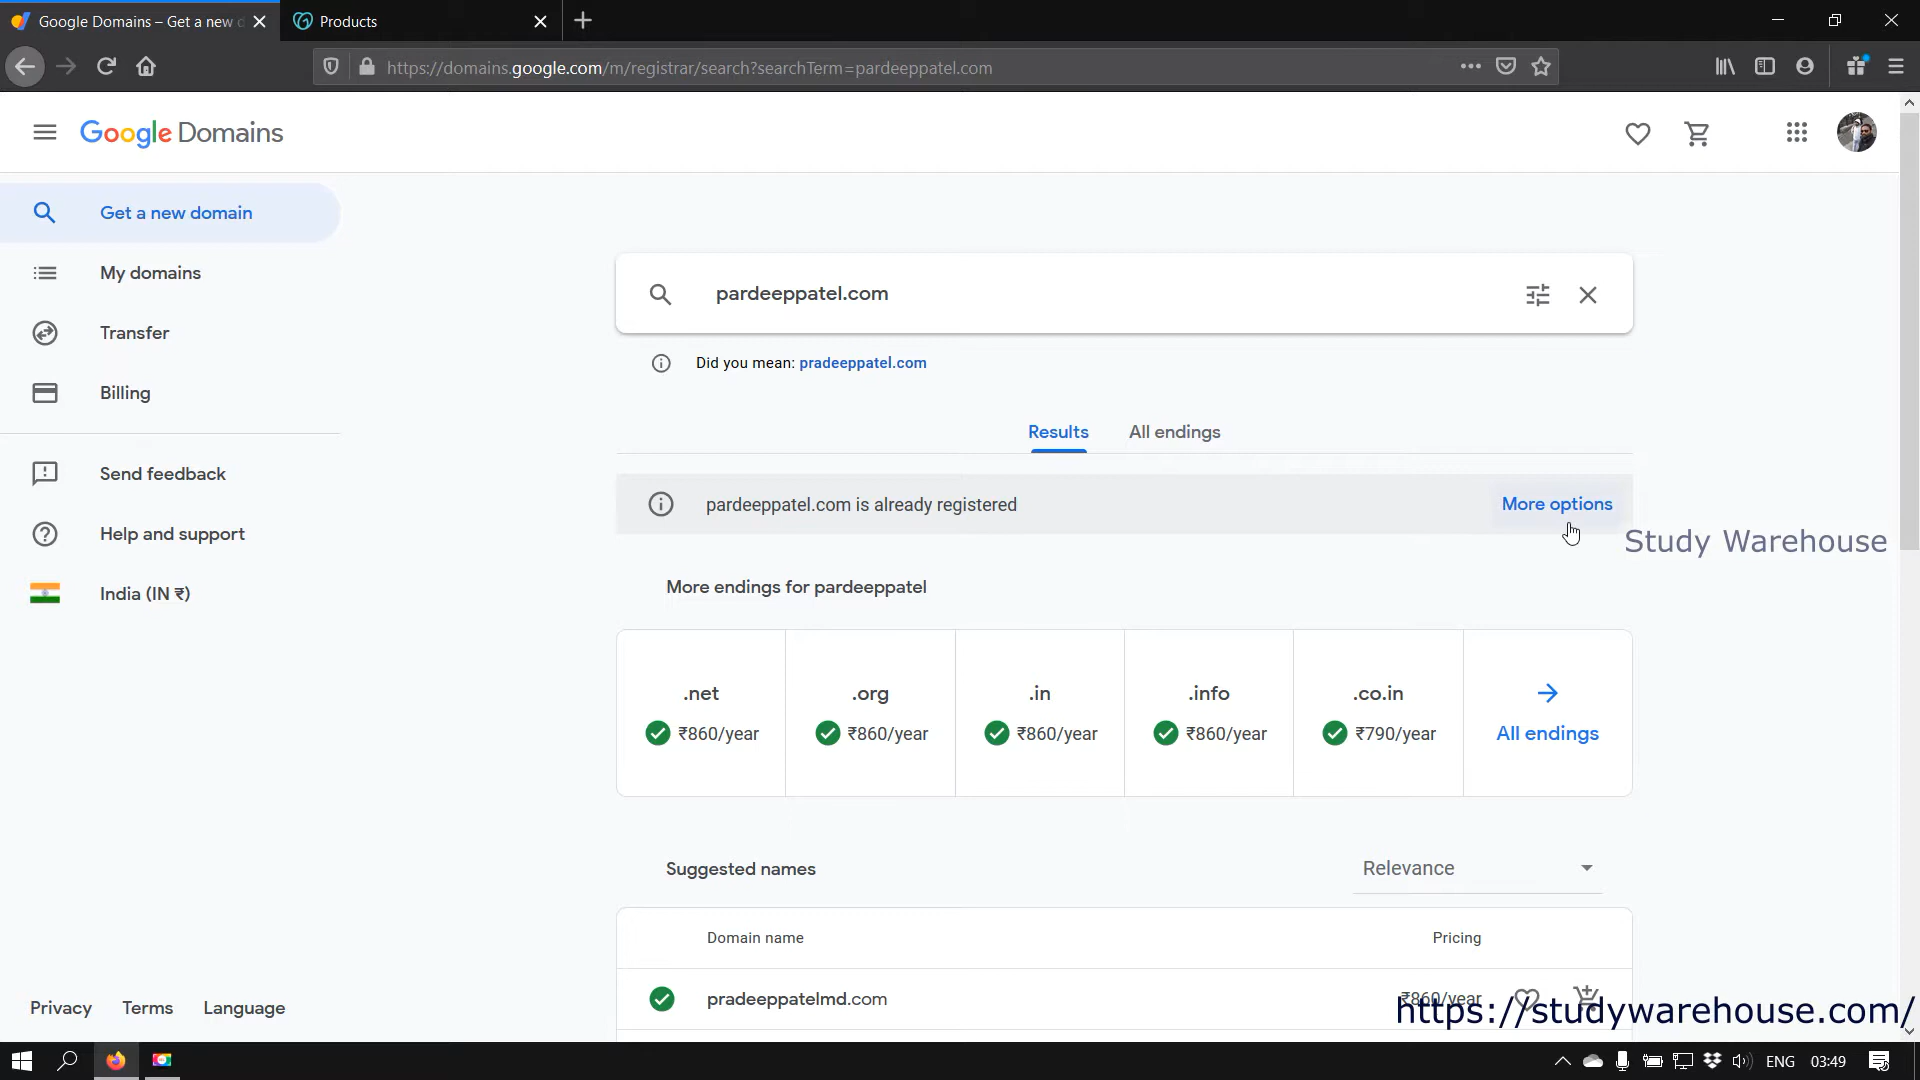 Google Domains – Get a new d
Products
https://domains.google.com/m/registrar/search?searchTerm=pardeeppatel.com
Google Domains
Get a new domain
My domains
Transfer
Billing
Send feedback
Help and support
India (IN ₹)
pardeeppatel.com
Did you mean: pradeeppatel.com
Results
All endings
pardeeppatel.com is already registered
More options
Study Warehouse
More endings for pardeeppatel
.net
₹860/year
.org
₹860/year
.in
₹860/year
.info
₹860/year
.co.in
₹790/year
All endings
Suggested names
Relevance
Domain name
Pricing
pradeeppatelmd.com
₹860/year
https://studywarehouse.com/
Privacy
Terms
Language
ENG
03:49